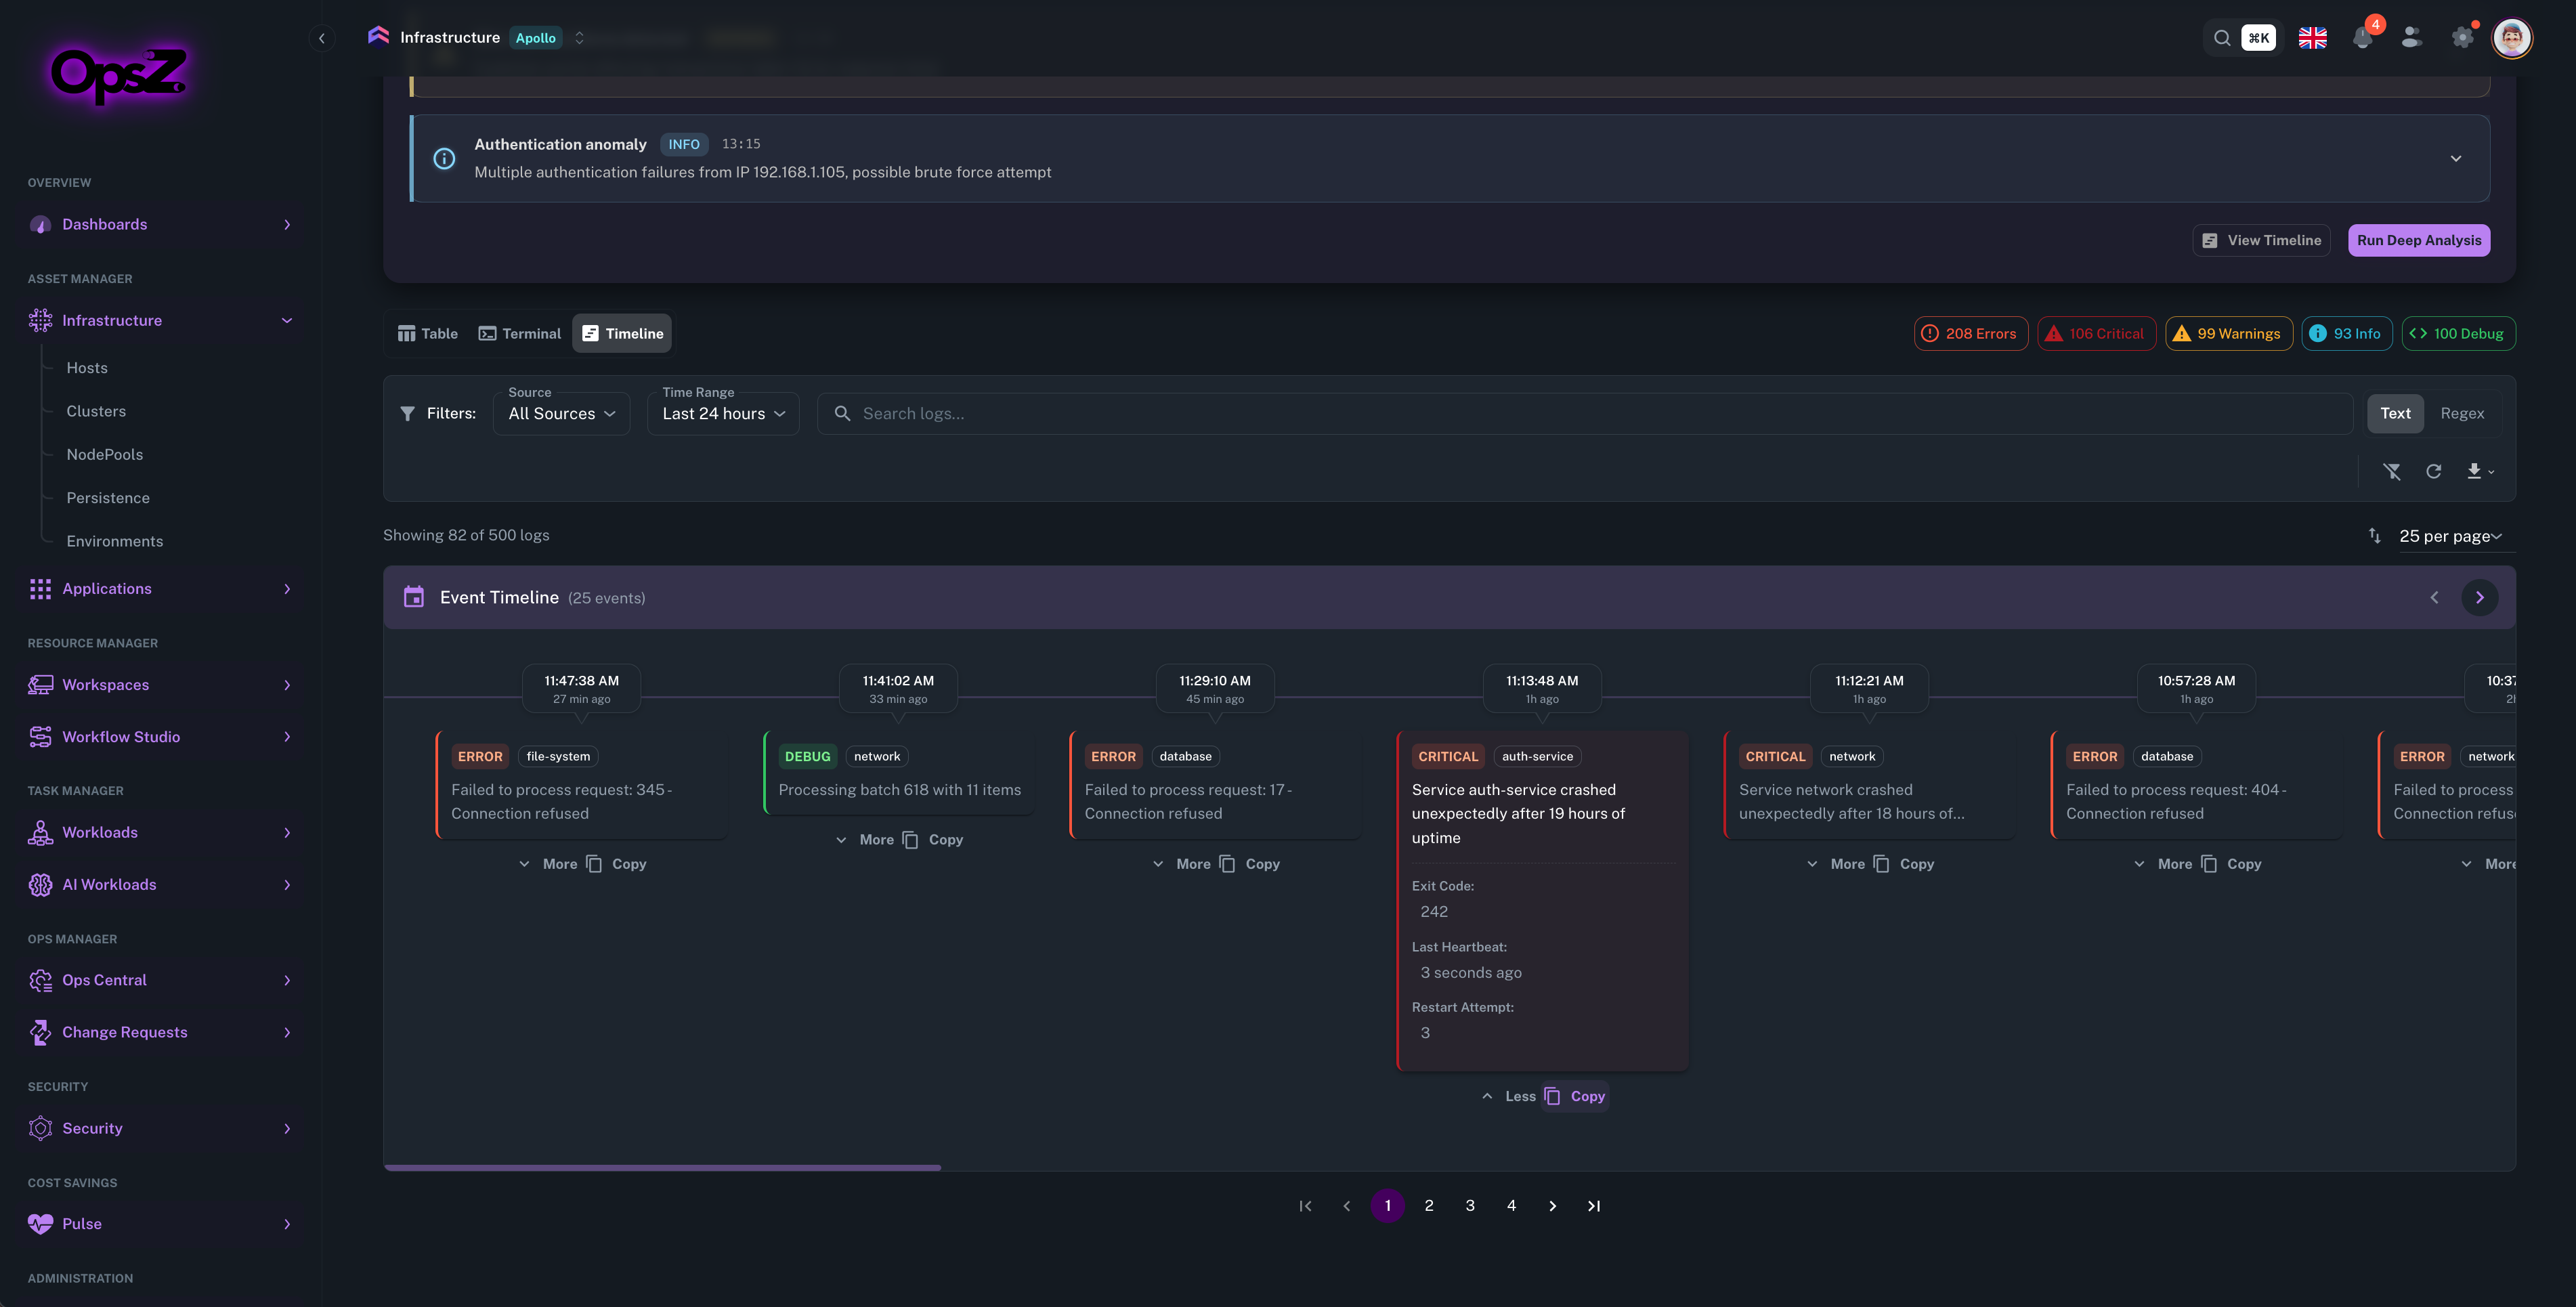 OpsZ
Infrastructure Apollo
⌘K
4
OVERVIEW
Dashboards
ASSET MANAGER
Infrastructure
Hosts
Clusters
NodePools
Persistence
Environments
Applications
RESOURCE MANAGER
Workspaces
Workflow Studio
TASK MANAGER
Workloads
AI Workloads
OPS MANAGER
Ops Central
Change Requests
SECURITY
Security
COST SAVINGS
Pulse
ADMINISTRATION
Authentication anomaly INFO 13:15
Multiple authentication failures from IP 192.168.1.105, possible brute force attempt
View Timeline Run Deep Analysis
Table Terminal Timeline
208 Errors 106 Critical 99 Warnings 93 Info 100 Debug
Filters:
Source
All Sources
Time Range
Last 24 hours
Search logs...
Text Regex
Showing 82 of 500 logs
25 per page
Event Timeline (25 events)
11:47:38 AM
27 min ago
ERROR file-system
Failed to process request: 345 -
Connection refused
More Copy
11:41:02 AM
33 min ago
DEBUG network
Processing batch 618 with 11 items
More Copy
11:29:10 AM
45 min ago
ERROR database
Failed to process request: 17 -
Connection refused
More Copy
11:13:48 AM
1h ago
CRITICAL auth-service
Service auth-service crashed
unexpectedly after 19 hours of
uptime
Exit Code:
242
Last Heartbeat:
3 seconds ago
Restart Attempt:
3
Less Copy
11:12:21 AM
1h ago
CRITICAL network
Service network crashed
unexpectedly after 18 hours of...
More Copy
10:57:28 AM
1h ago
ERROR database
Failed to process request: 404 -
Connection refused
More Copy
10:37
2h
ERROR network
Failed to process
Connection refuse
More
1 2 3 4